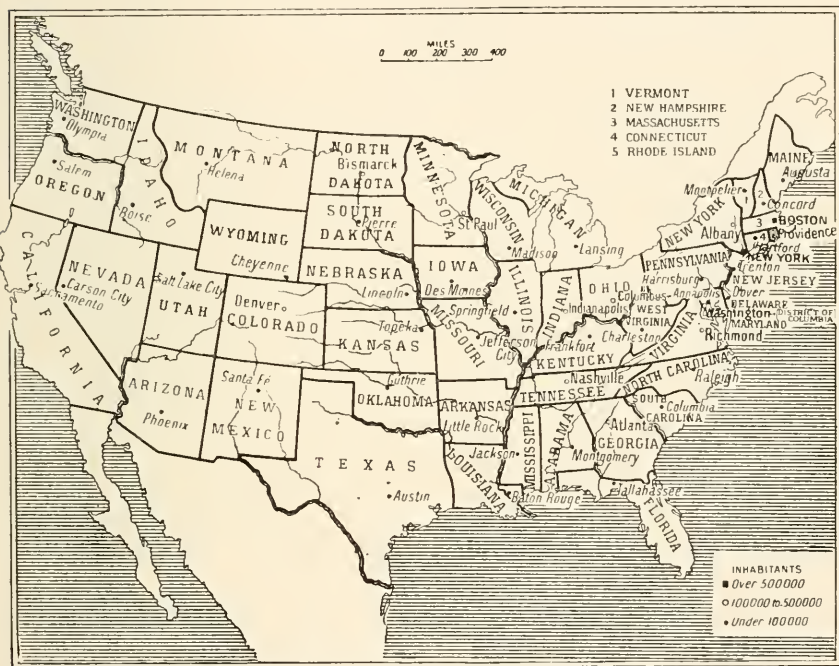 MILES
0 100 200 300 400
1 VERMONT
2 NEW HAMPSHIRE
3 MASSACHUSETTS
4 CONNECTICUT
5 RHODE ISLAND
WASHINGTON
Olympia
Salem
OREGON
IDAHO
Boise
MONTANA
Helena
NORTH
Bismarck
DAKOTA
SOUTH
Pierre
DAKOTA
MINNESOTA
St Paul
WISCONSIN
Madison
MICHIGAN
Lansing
MAINE
Augusta
Montpelier
1
2
Concord
NEW YORK
Albany
3
BOSTON
4
5
Providence
Hartford
NEW YORK
WYOMING
Cheyenne
NEBRASKA
Lincoln
IOWA
Des Moines
ILLINOIS
Springfield
INDIANA
Indianapolis
OHIO
Columbus
PENNSYLVANIA
Harrisburg
Trenton
NEW JERSEY
Annapolis
Dover
DELAWARE
Washington
DISTRICT OF
COLUMBIA
MARYLAND
WEST
VIRGINIA
Charleston
VIRGINIA
Richmond
CALIFORNIA
Sacramento
NEVADA
Carson City
Salt Lake City
UTAH
Denver
COLORADO
Topeka
KANSAS
MISSOURI
Jefferson
City
Frankfort
KENTUCKY
Nashville
TENNESSEE
NORTH CAROLINA
Raleigh
SOUTH
Columbia
CAROLINA
ARIZONA
Phoenix
Santa Fé
NEW
MEXICO
Guthrie
OKLAHOMA
ARKANSAS
Little Rock
TEXAS
Austin
LOUISIANA
Baton Rouge
Jackson
MISSISSIPPI
ALABAMA
Montgomery
Atlanta
GEORGIA
Tallahassee
FLORIDA
INHABITANTS
Over 500000
100000 to 500000
Under 100000